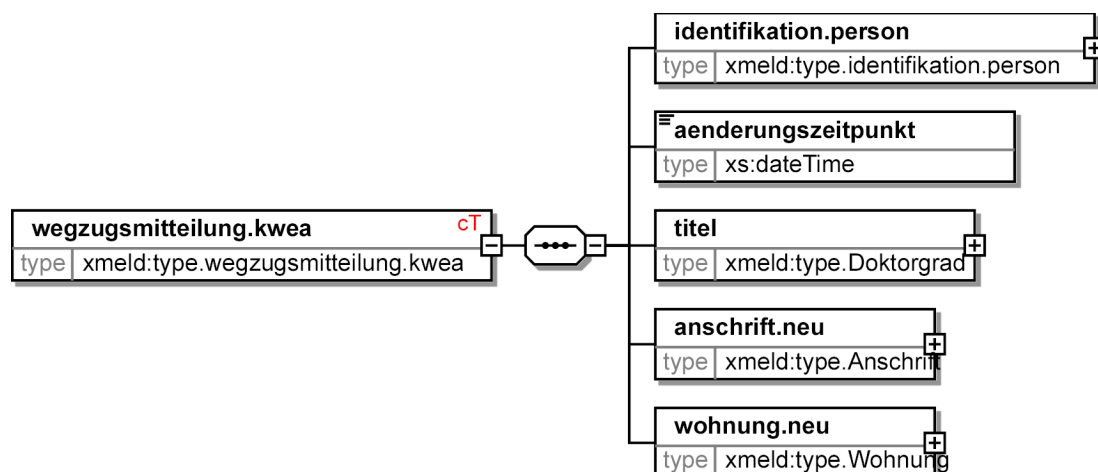 identifikation.person
type xmeld:type.identifikation.person
aenderungszeitpunkt
type xs:dateTime
wegzugsmitteilung.kwea cT
type xmeld:type.wegzugsmitteilung.kwea
titel
type xmeld:type.Doktorgrad
anschrift.neu
type xmeld:type.Anschrift
wohnung.neu
type xmeld:type.Wohnung